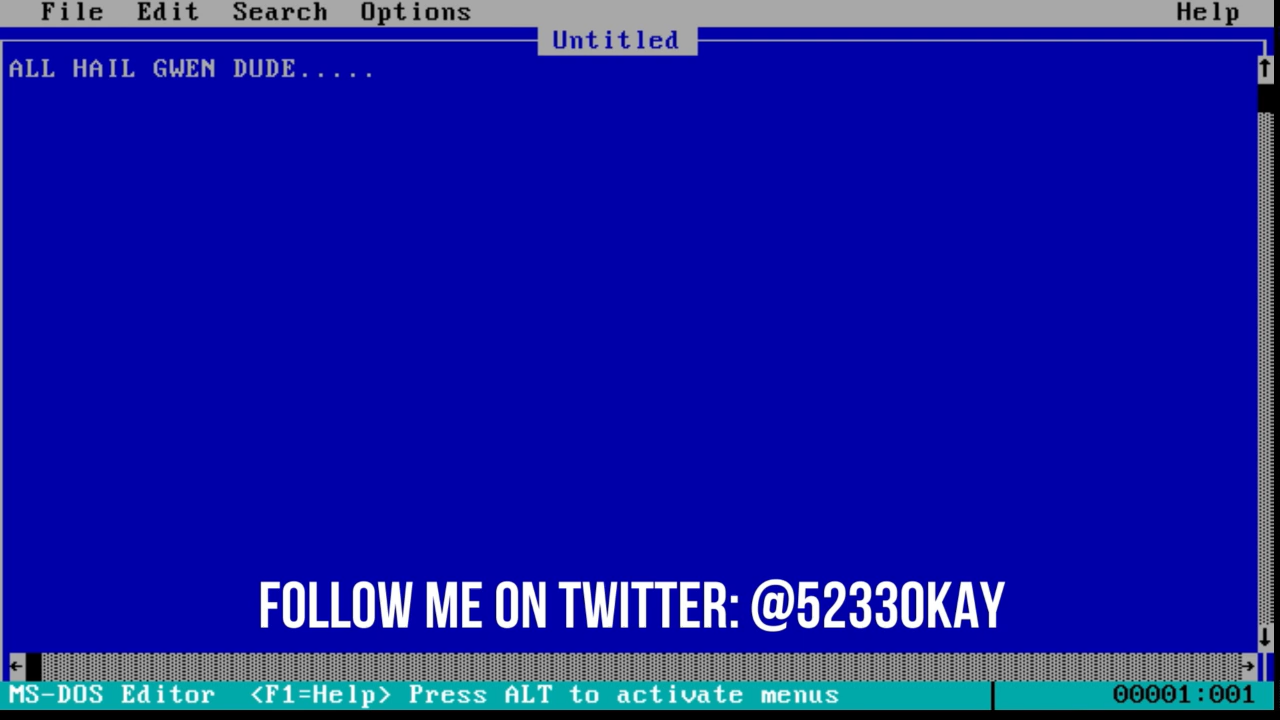 File Edit Search Options Help
Untitled
ALL HAIL GWEN DUDE.....
FOLLOW ME ON TWITTER: @5233OKAY
MS-DOS Editor <F1=Help> Press ALT to activate menus 00001:001